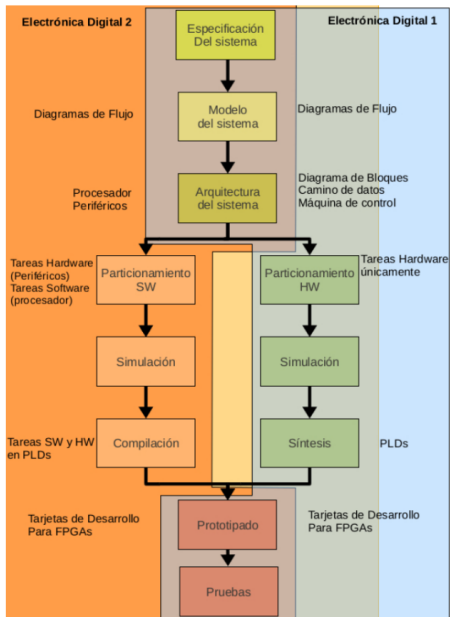 Electrónica Digital 2
Electrónica Digital 1
Especificación
Del sistema
Diagramas de Flujo
Modelo
del sistema
Diagramas de Flujo
Procesador
Periféricos
Arquitectura
del sistema
Diagrama de Bloques
Camino de datos
Máquina de control
Tareas Hardware
(Periféricos)
Tareas Software
(procesador)
Particionamiento
SW
Particionamiento
HW
Tareas Hardware
únicamente
Simulación
Simulación
Tareas SW y HW
en PLDs
Compilación
Síntesis
PLDs
Tarjetas de Desarrollo
Para FPGAs
Prototipado
Tarjetas de Desarrollo
Para FPGAs
Pruebas